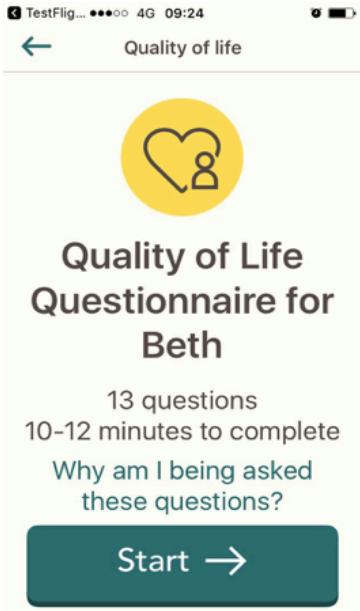 TestFlig... 4G 09:24
Quality of life
Quality of Life
Questionnaire for
Beth
13 questions
10-12 minutes to complete
Why am I being asked
these questions?
Start →